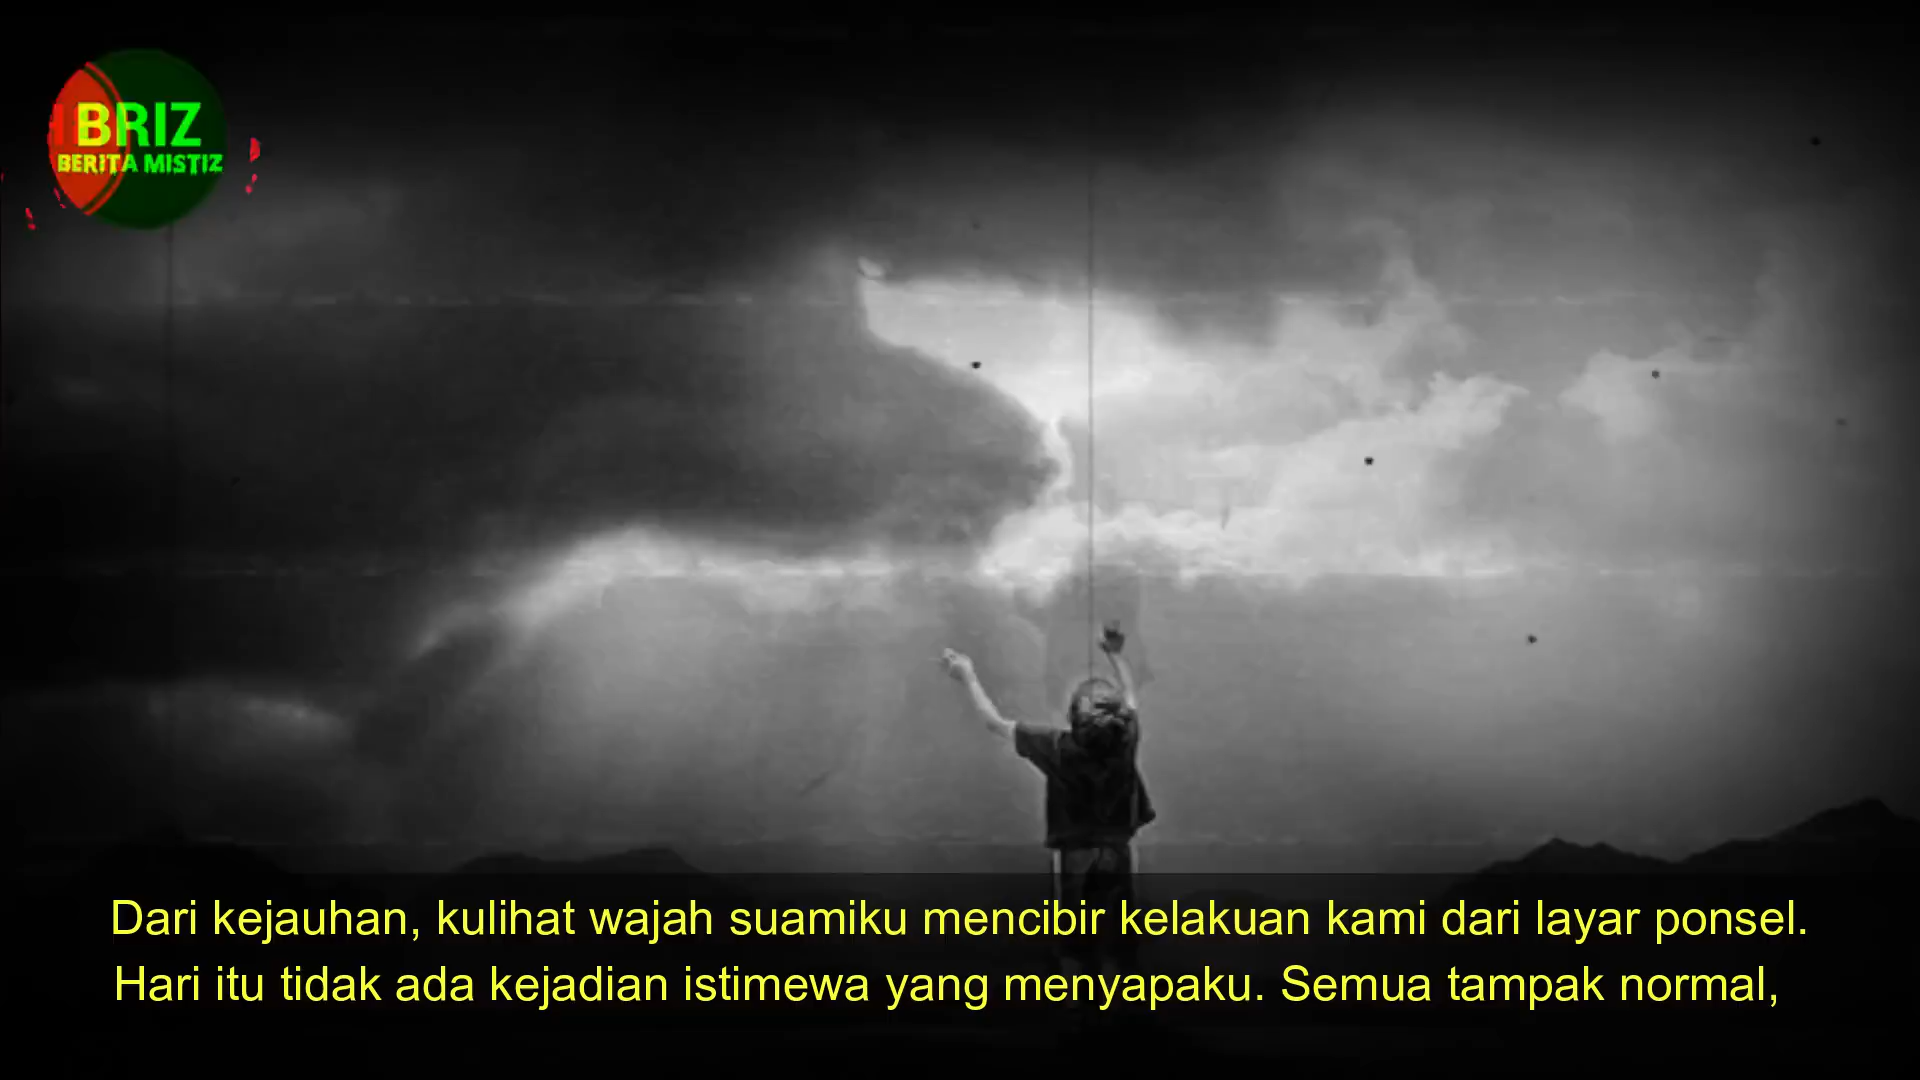 BRIZ
BERITA MISTIZ
Dari kejauhan, kulihat wajah suamiku mencibir kelakuan kami dari layar ponsel.
Hari itu tidak ada kejadian istimewa yang menyapaku. Semua tampak normal,